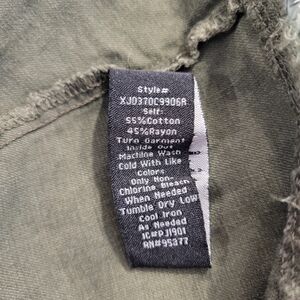 Style#
XJ0370C9906A
Self:
55%Cotton
45%Rayon
Turn Garment
Inside Out
Machine Wash
Cold With Like
Colors
Only Non-
Chlorine Bleach
When Needed
Tumble Dry Low
Cool Iron
As Needed
IC#PJ1901
RN#95377